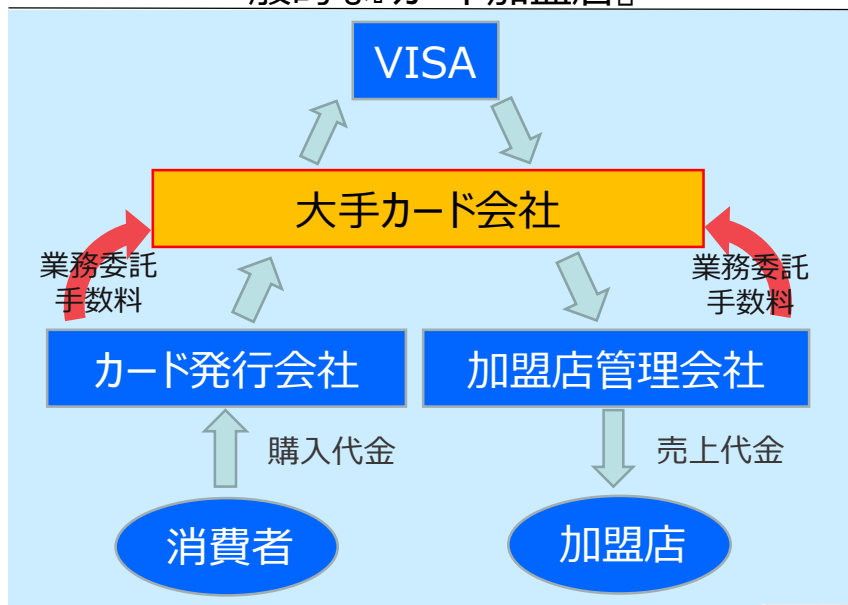 VISA
大手カード会社
業務委託
手数料
業務委託
手数料
カード発行会社
加盟店管理会社
購入代金
売上代金
消費者
加盟店